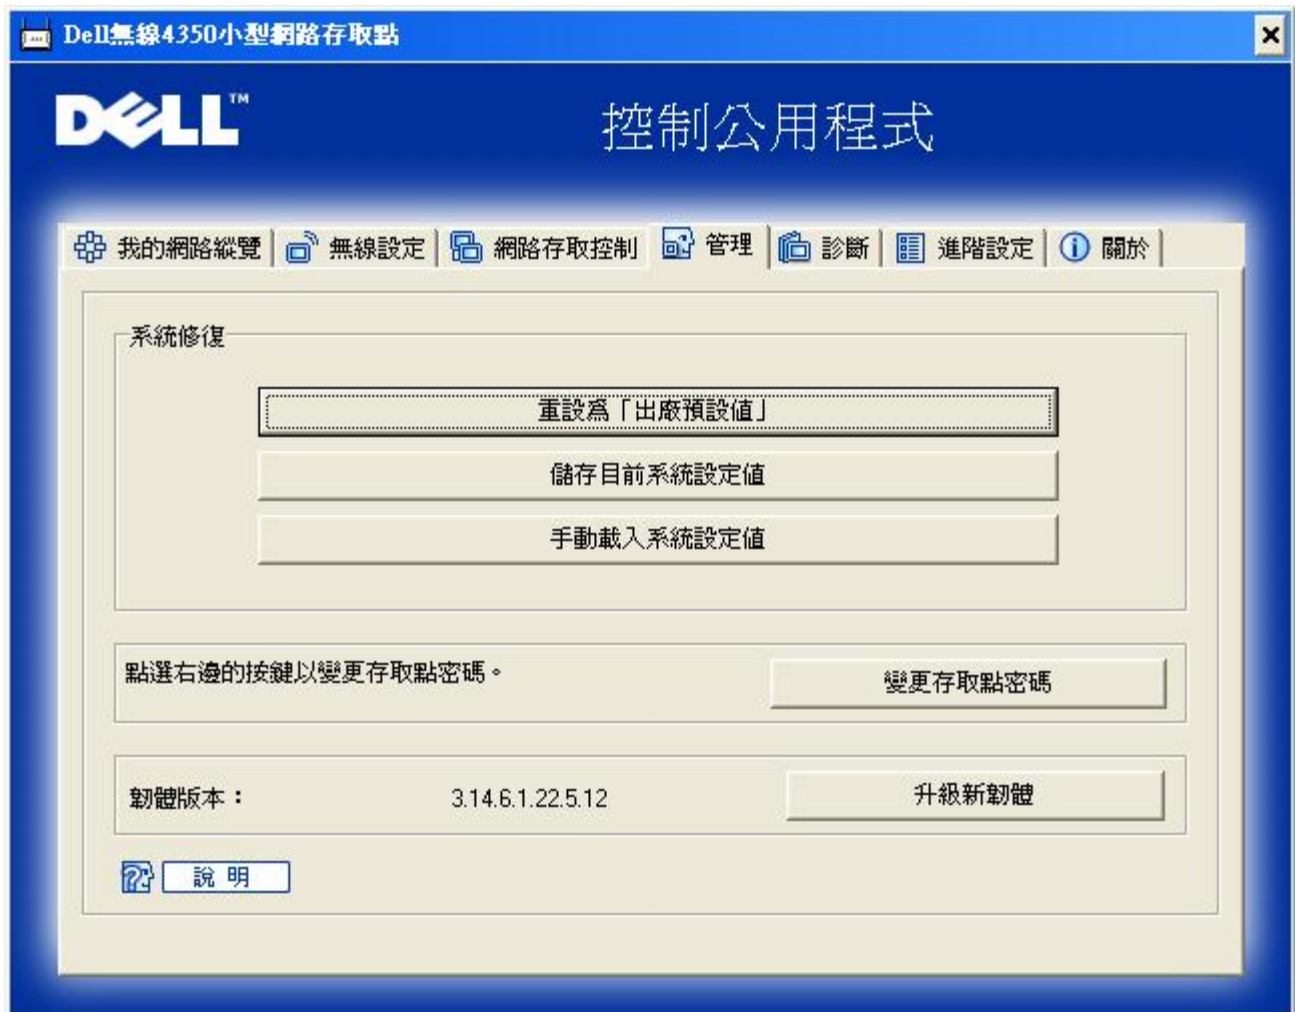 Dell無線4350小型網路存取點
DELL™
控制公用程式
我的網路縱覽 無線設定 網路存取控制 管理 診斷 進階設定 關於
系統修復
重設爲「出廠預設值」
儲存目前系統設定值
手動載入系統設定值
點選右邊的按鍵以變更存取點密碼。
變更存取點密碼
韌體版本：
3.14.6.1.22.5.12
升級新韌體
說 明